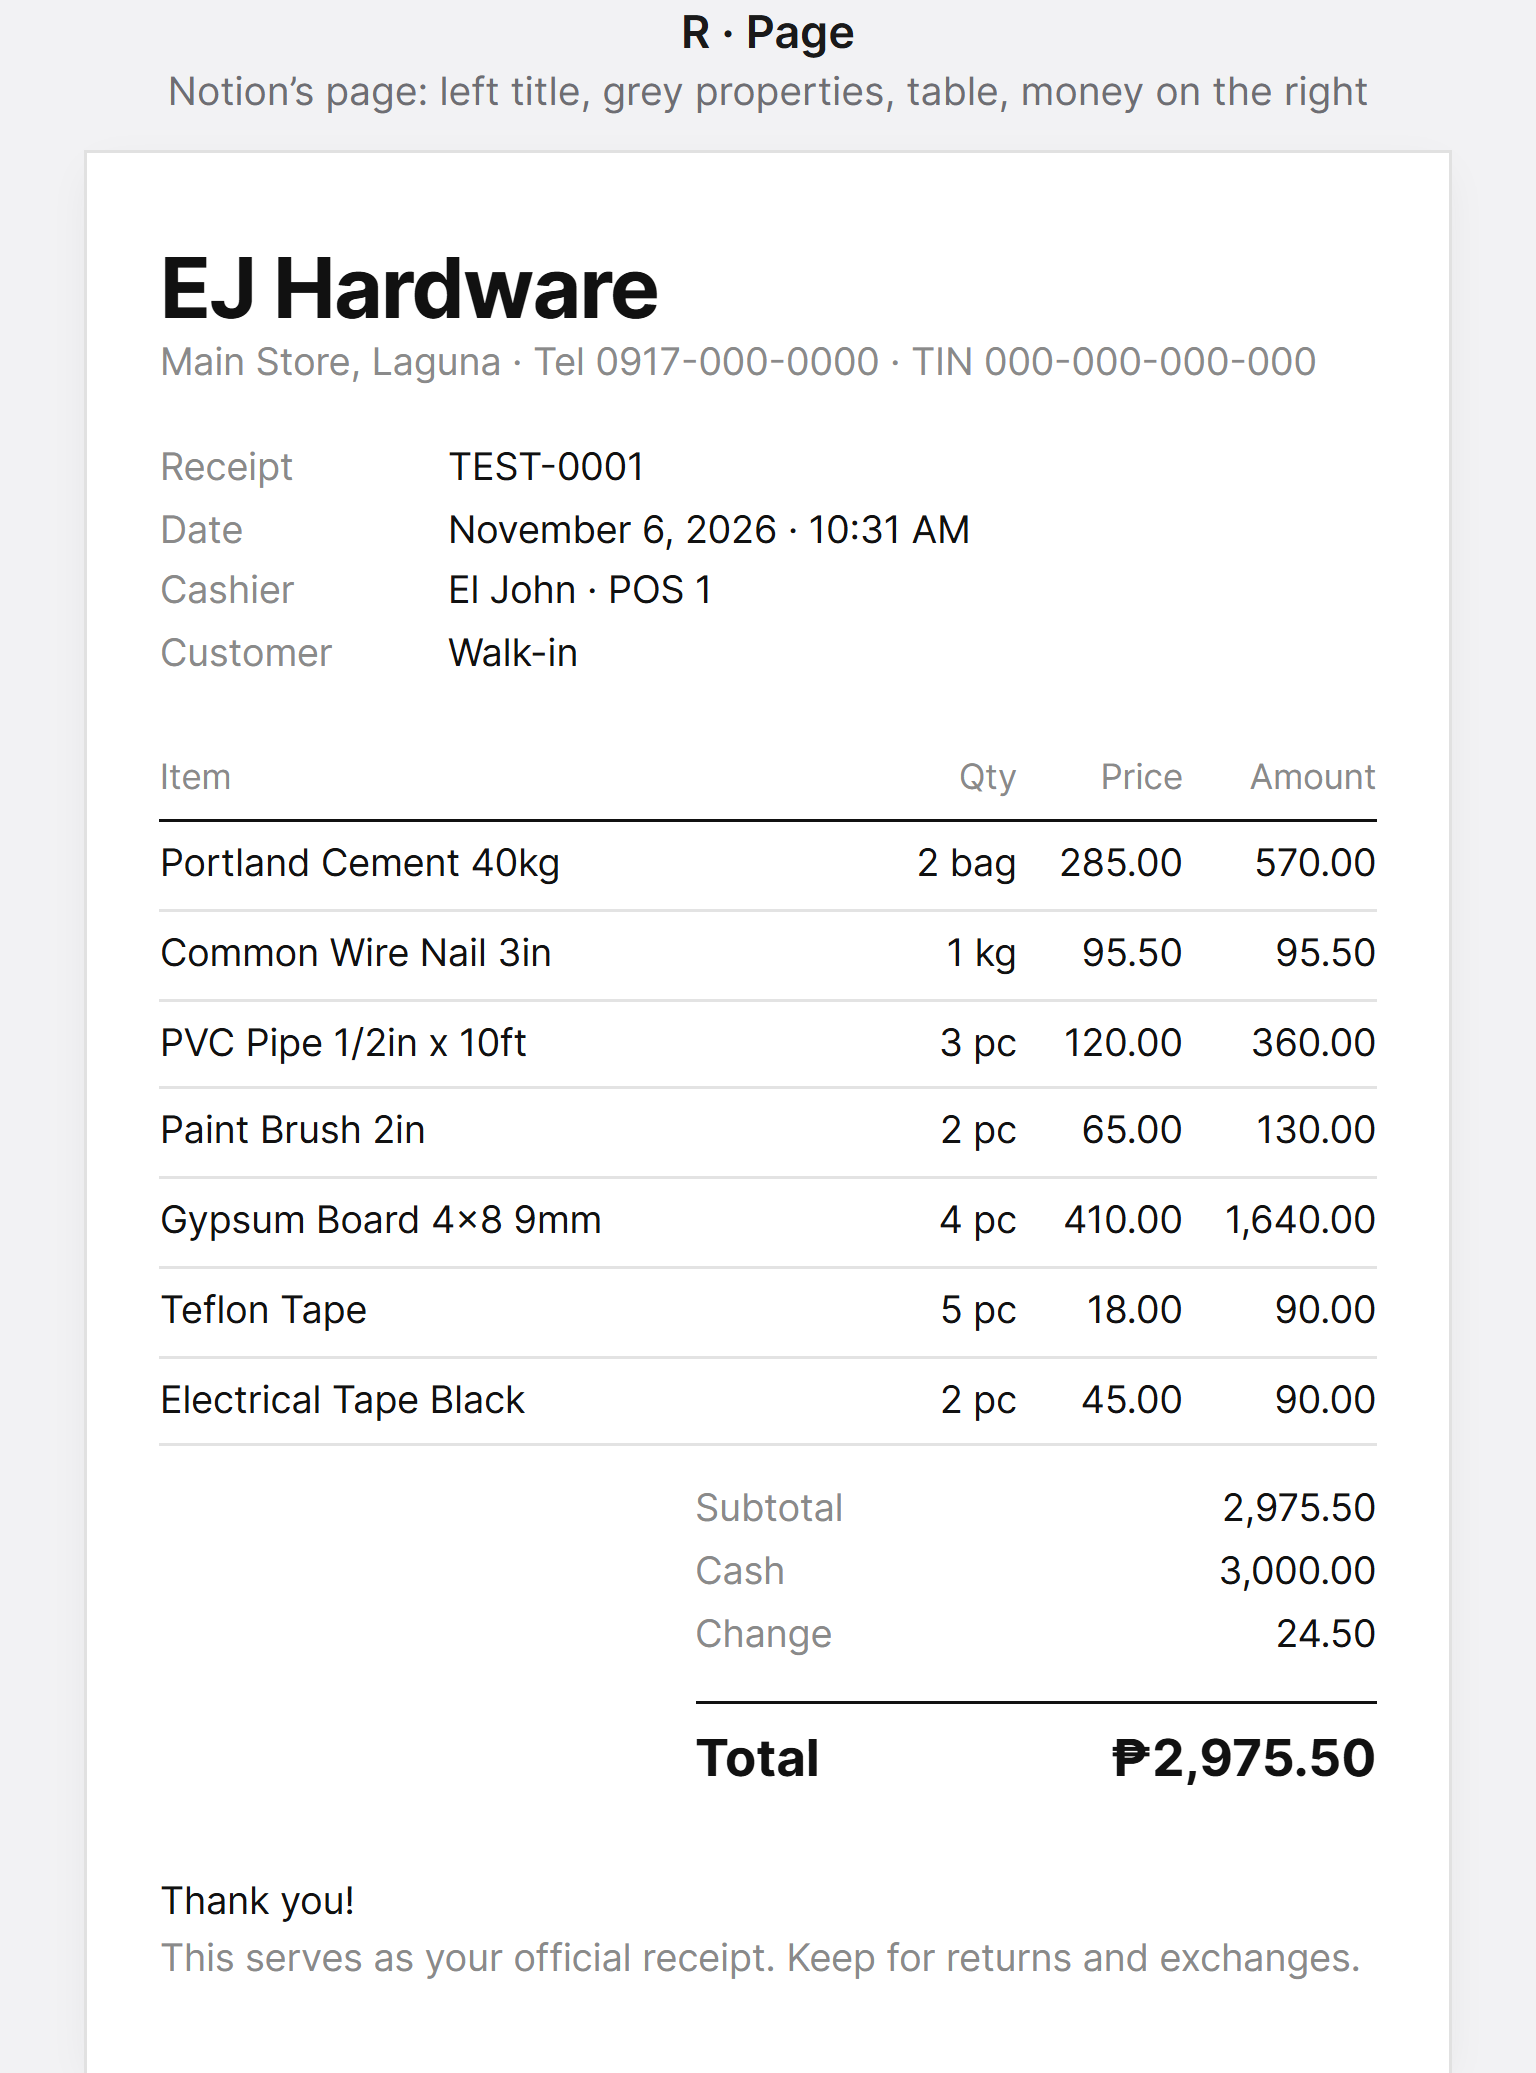 R · Page
Notion’s page: left title, grey properties, table, money on the right
EJ Hardware
Main Store, Laguna · Tel 0917-000-0000 · TIN 000-000-000-000
Receipt TEST-0001
Date November 6, 2026 · 10:31 AM
Cashier El John · POS 1
Customer Walk-in
Item Qty Price Amount
Portland Cement 40kg 2 bag 285.00 570.00
Common Wire Nail 3in 1 kg 95.50 95.50
PVC Pipe 1/2in x 10ft 3 pc 120.00 360.00
Paint Brush 2in 2 pc 65.00 130.00
Gypsum Board 4×8 9mm 4 pc 410.00 1,640.00
Teflon Tape 5 pc 18.00 90.00
Electrical Tape Black 2 pc 45.00 90.00
Subtotal 2,975.50
Cash 3,000.00
Change 24.50
Total ₱2,975.50
Thank you!
This serves as your official receipt. Keep for returns and exchanges.